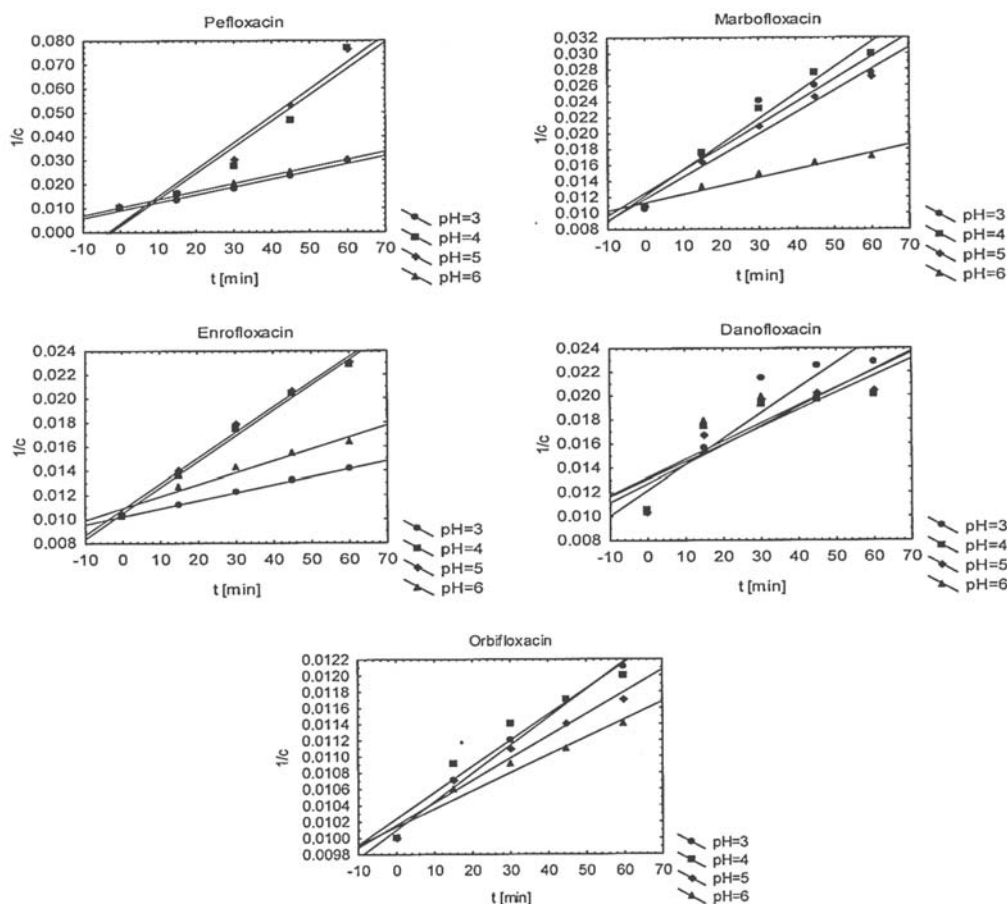 Pefloxacin
0,080
0.070
0.060
0.050
0.040
0.030
0.020
0.010
0.000
1/c
-10 0 10 20 30 40 50 60 70
t [min]
pH=3
pH=4
pH=5
pH=6
Marbofloxacin
0,032
0.030
0.028
0.026
0.024
0.022
0.020
0.018
0.016
0.014
0.012
0.010
0.008
1/c
-10 0 10 20 30 40 50 60 70
t [min]
pH=3
pH=4
pH=5
pH=6
Enrofloxacin
0.024
0.022
0.020
0.018
0.016
0.014
0.012
0.010
0.008
1/c
-10 0 10 20 30 40 50 60 70
t [min]
pH=3
pH=4
pH=5
pH=6
Danofloxacin
0.024
0.022
0.020
0.018
0.016
0.014
0.012
0.010
0.008
1/c
-10 0 10 20 30 40 50 60 70
t [min]
pH=3
pH=4
pH=5
pH=6
Orbifloxacin
0.0122
0.0120
0.0118
0.0116
0.0114
0.0112
0.0110
0.0108
0.0106
0.0104
0.0102
0.0100
0.0098
1/c
-10 0 10 20 30 40 50 60 70
t [min]
pH=3
pH=4
pH=5
pH=6